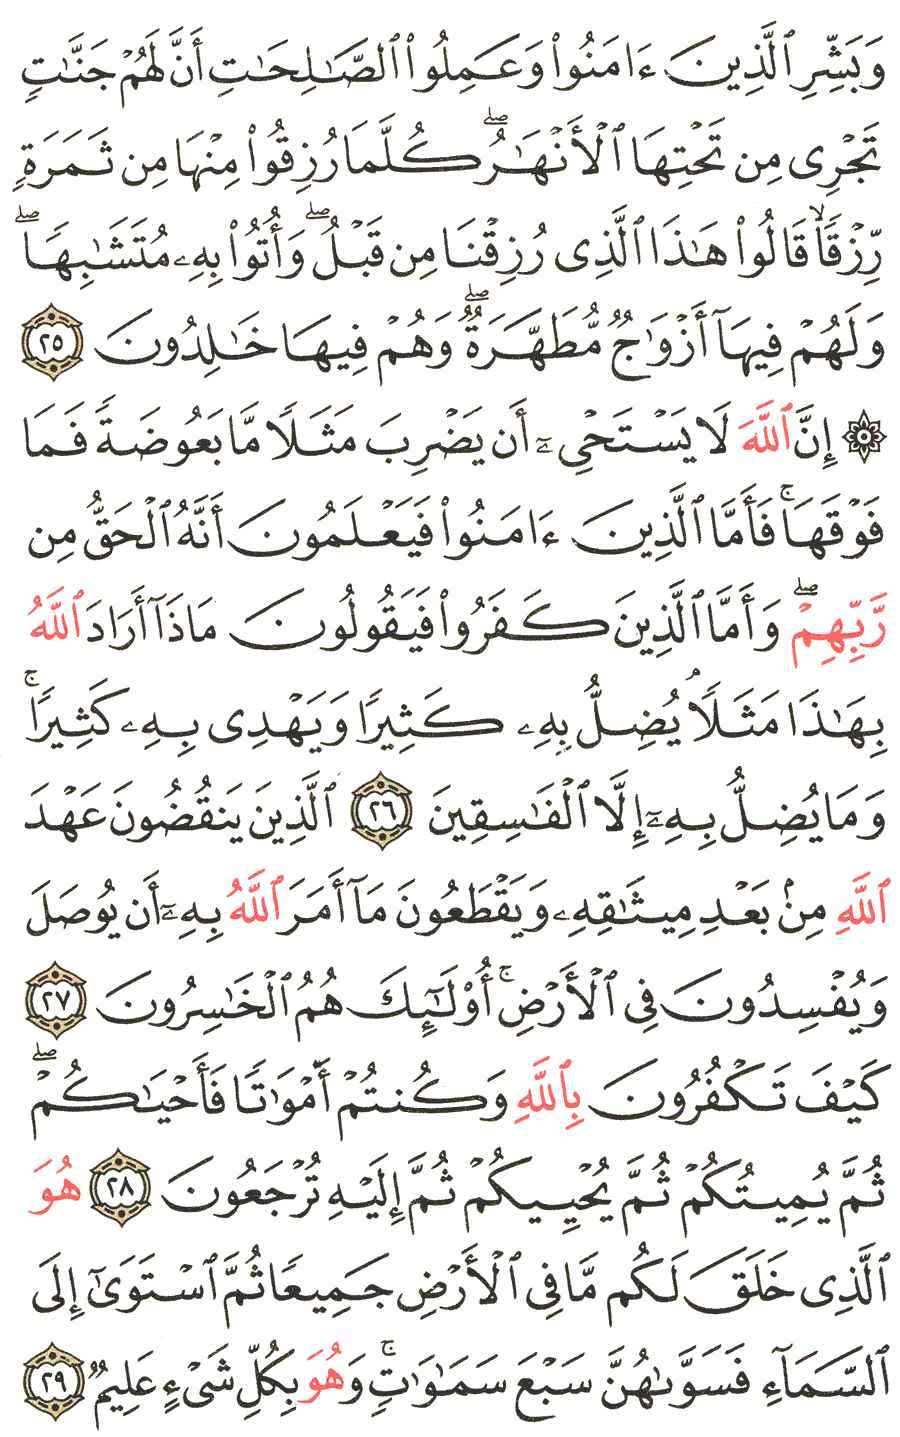 وَبَشِّرِ ٱلَّذِينَ ءَامَنُوا۟ وَعَمِلُوا۟ ٱلصَّـٰلِحَـٰتِ أَنَّ لَهُمْ جَنَّـٰتٍ
تَجْرِى مِن تَحْتِهَا ٱلْأَنْهَـٰرُ ۖ كُلَّمَا رُزِقُوا۟ مِنْهَا مِن ثَمَرَةٍ
رِّزْقًا ۙ قَالُوا۟ هَـٰذَا ٱلَّذِى رُزِقْنَا مِن قَبْلُ ۖ وَأُتُوا۟ بِهِۦ مُتَشَـٰبِهًا ۖ
وَلَهُمْ فِيهَآ أَزْوَٰجٌ مُّطَهَّرَةٌ ۖ وَهُمْ فِيهَا خَـٰلِدُونَ ٢٥
۞ إِنَّ ٱللَّهَ لَا يَسْتَحْىِۦٓ أَن يَضْرِبَ مَثَلًا مَّا بَعُوضَةً فَمَا
فَوْقَهَا ۚ فَأَمَّا ٱلَّذِينَ ءَامَنُوا۟ فَيَعْلَمُونَ أَنَّهُ ٱلْحَقُّ مِن
رَّبِّهِمْ ۖ وَأَمَّا ٱلَّذِينَ كَفَرُوا۟ فَيَقُولُونَ مَاذَآ أَرَادَ ٱللَّهُ
بِهَـٰذَا مَثَلًا ۘ يُضِلُّ بِهِۦ كَثِيرًا وَيَهْدِى بِهِۦ كَثِيرًا ۚ
وَمَا يُضِلُّ بِهِۦٓ إِلَّا ٱلْفَـٰسِقِينَ ٢٦ ٱلَّذِينَ يَنقُضُونَ عَهْدَ
ٱللَّهِ مِنۢ بَعْدِ مِيثَـٰقِهِۦ وَيَقْطَعُونَ مَآ أَمَرَ ٱللَّهُ بِهِۦٓ أَن يُوصَلَ
وَيُفْسِدُونَ فِى ٱلْأَرْضِ ۚ أُو۟لَـٰٓئِكَ هُمُ ٱلْخَـٰسِرُونَ ٢٧
كَيْفَ تَكْفُرُونَ بِٱللَّهِ وَكُنتُمْ أَمْوَٰتًا فَأَحْيَـٰكُمْ ۖ
ثُمَّ يُمِيتُكُمْ ثُمَّ يُحْيِيكُمْ ثُمَّ إِلَيْهِ تُرْجَعُونَ ٢٨ هُوَ
ٱلَّذِى خَلَقَ لَكُم مَّا فِى ٱلْأَرْضِ جَمِيعًا ثُمَّ ٱسْتَوَىٰٓ إِلَى
ٱلسَّمَآءِ فَسَوَّىٰهُنَّ سَبْعَ سَمَـٰوَٰتٍ ۚ وَهُوَ بِكُلِّ شَىْءٍ عَلِيمٌ ٢٩